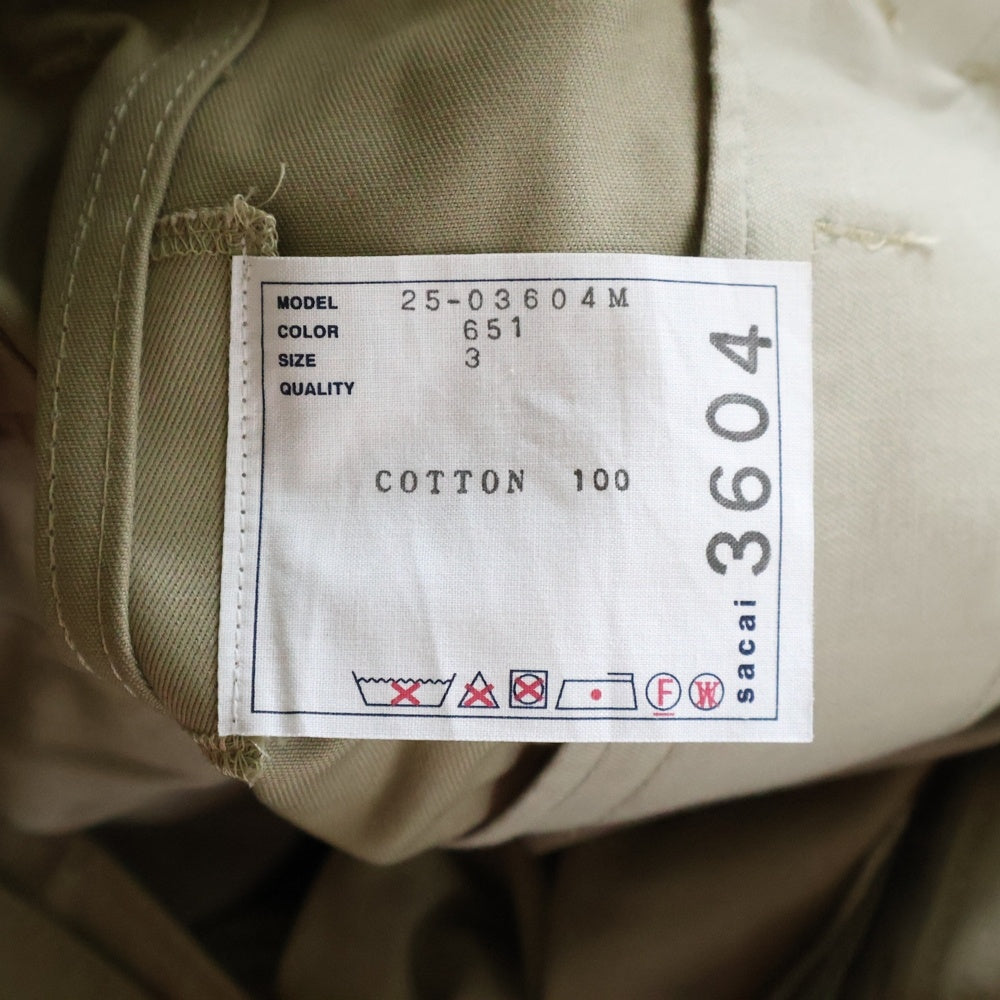 MODEL 25-03604M
COLOR 651
SIZE 3
QUALITY
COTTON 100
sacai 3604
F W